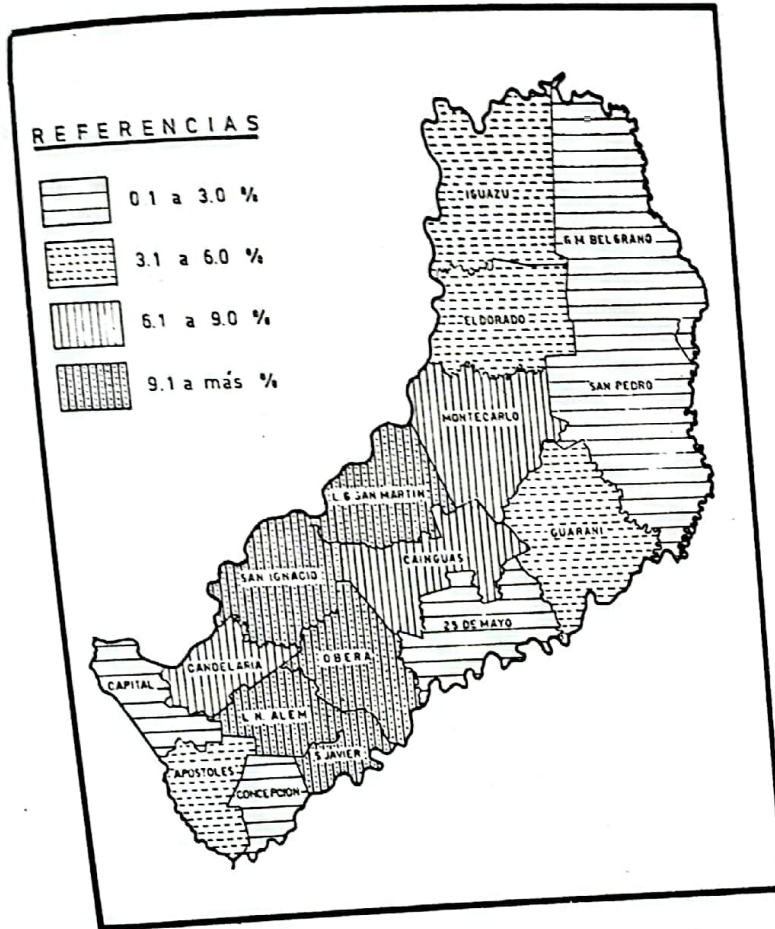 REFERENCIAS
0.1 a 3.0 %
3.1 a 6.0 %
6.1 a 9.0 %
9.1 a más %
IGUAZU
G.M. BELGRANO
ELDORADO
SAN PEDRO
MONTECARLO
L. G. SAN MARTIN
GUARANI
CAINGUAS
SAN IGNACIO
25 DE MAYO
OBERA
CANDELARIA
CAPITAL
L. N. ALEM
S. JAVIER
APOSTOLES
CONCEPCION